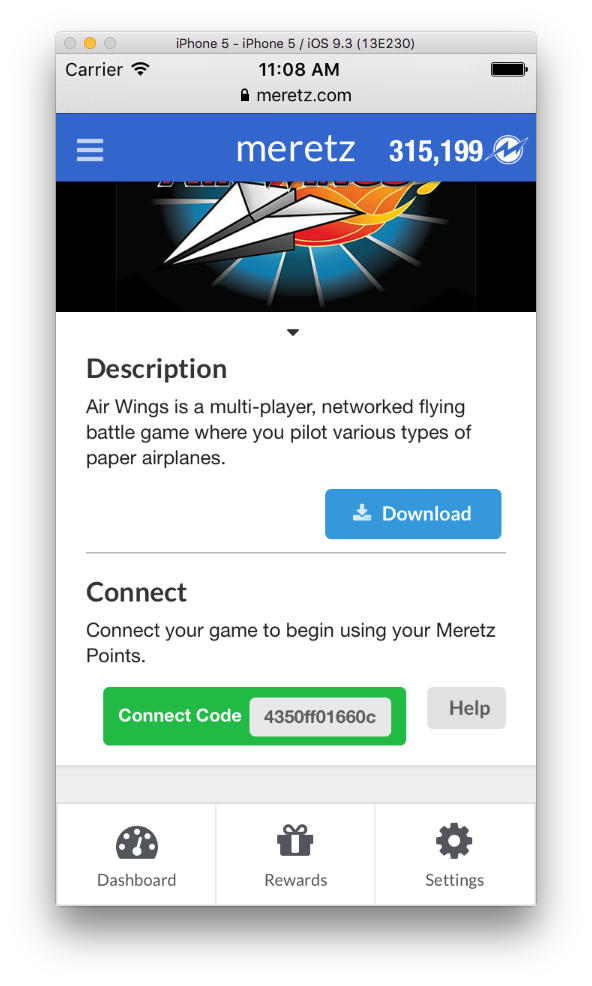 iPhone 5 - iPhone 5 / iOS 9.3 (13E230)
Carrier 11:08 AM
meretz.com
meretz 315,199
AIR WINGS
Description
Air Wings is a multi-player, networked flying
battle game where you pilot various types of
paper airplanes.
Download
Connect
Connect your game to begin using your Meretz
Points.
Connect Code 4350ff01660c Help
Dashboard Rewards Settings